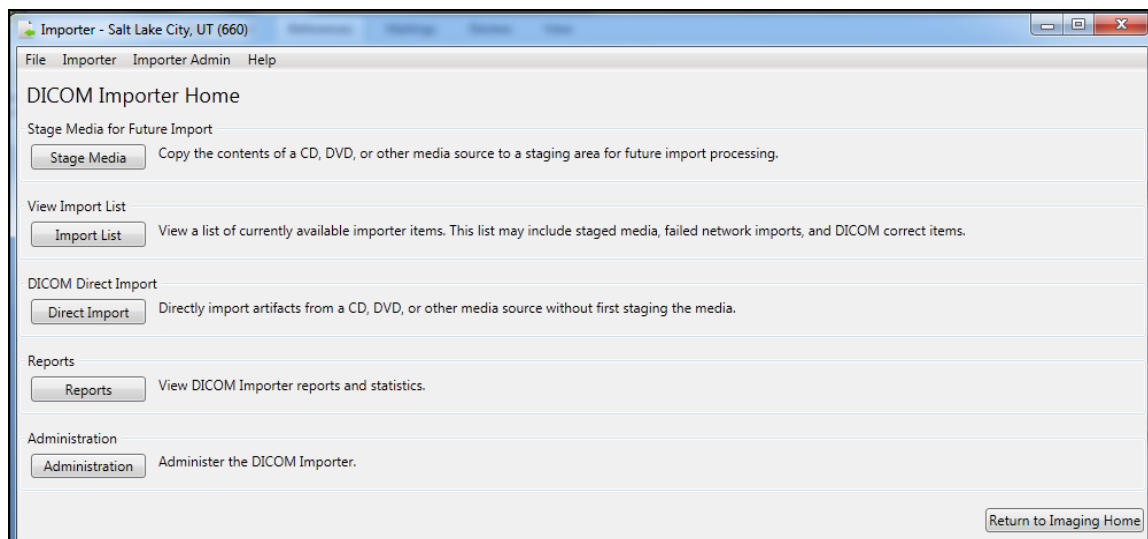 Importer - Salt Lake City, UT (660)
File Importer Importer Admin Help
DICOM Importer Home
Stage Media for Future Import
Stage Media Copy the contents of a CD, DVD, or other media source to a staging area for future import processing.
View Import List
Import List View a list of currently available importer items. This list may include staged media, failed network imports, and DICOM correct items.
DICOM Direct Import
Direct Import Directly import artifacts from a CD, DVD, or other media source without first staging the media.
Reports
Reports View DICOM Importer reports and statistics.
Administration
Administration Administer the DICOM Importer.
Return to Imaging Home